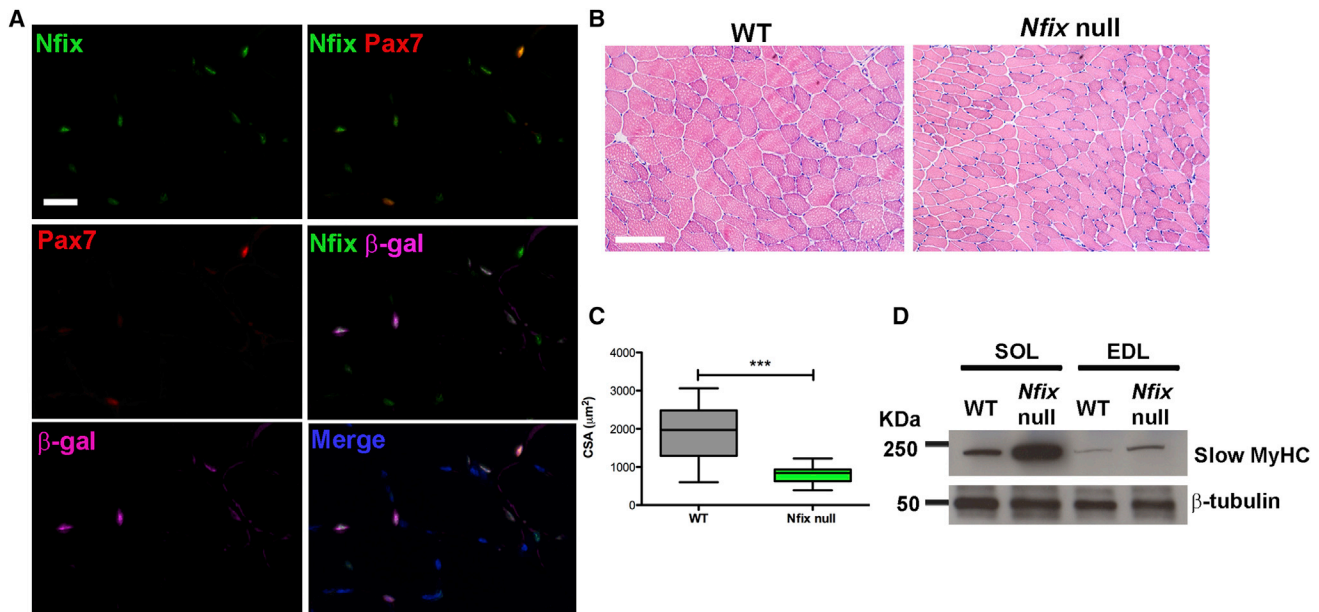 A
Nfix
Nfix Pax7
Pax7
Nfix β-gal
β-gal
Merge
B
WT
Nfix null
C
CSA (μm²)
4000
3000
2000
1000
0
***
WT
Nfix null
D
SOL
EDL
KDa
WT
Nfix
null
WT
Nfix
null
250
Slow MyHC
50
β-tubulin